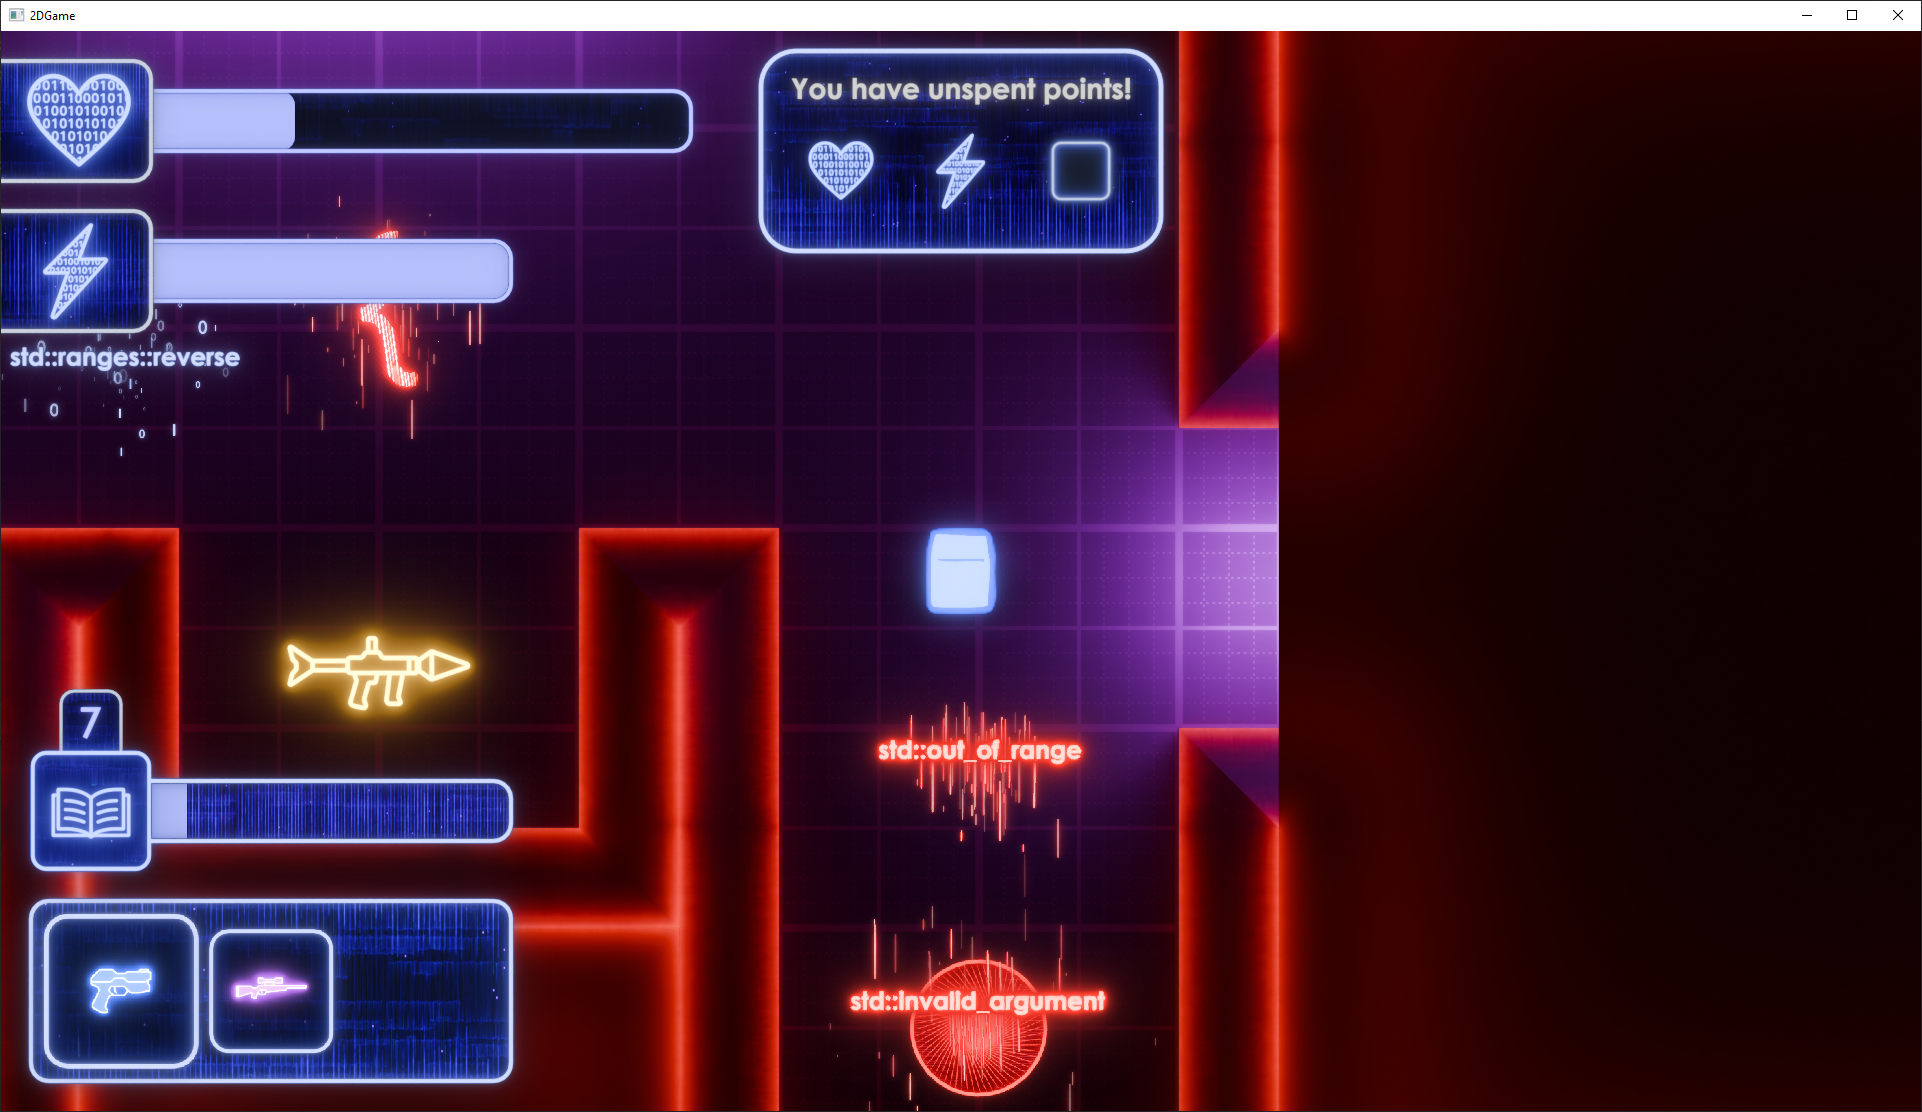 2DGame
You have unspent points!
std::ranges::reverse
7
std::out_of_range
std::invalid_argument